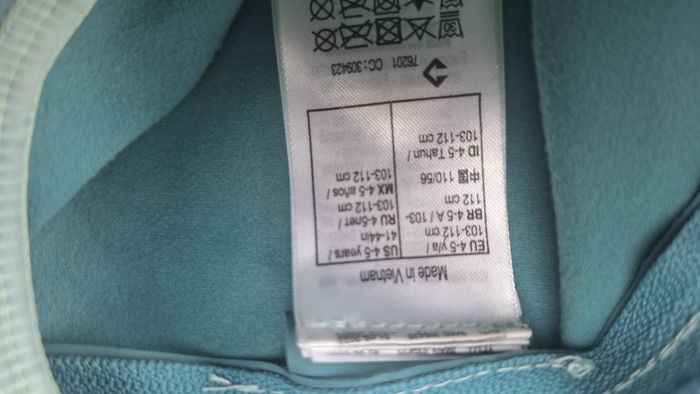 Made in Vietnam
EU 4-5 y/a /
103-112 cm
BR 4-5 A / 103-
112 cm
中国 110/56
ID 4-5 Tahun /
103-112 cm
US 4-5 years /
41-44in
RU 4-5лет /
103-112 cm
MX 4-5 años /
103-112 cm
76201 CC:309423
30